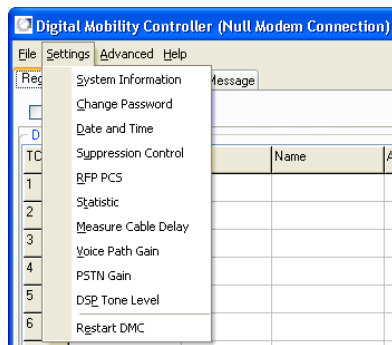 Digital Mobility Controller (Null Modem Connection)
File Settings Advanced Help
Message
System Information
Change Password
Date and Time
Suppression Control
RFP PCS
Statistic
Measure Cable Delay
Voice Path Gain
PSTN Gain
DSP Tone Level
Restart DMC
Name
1
2
3
4
5
6